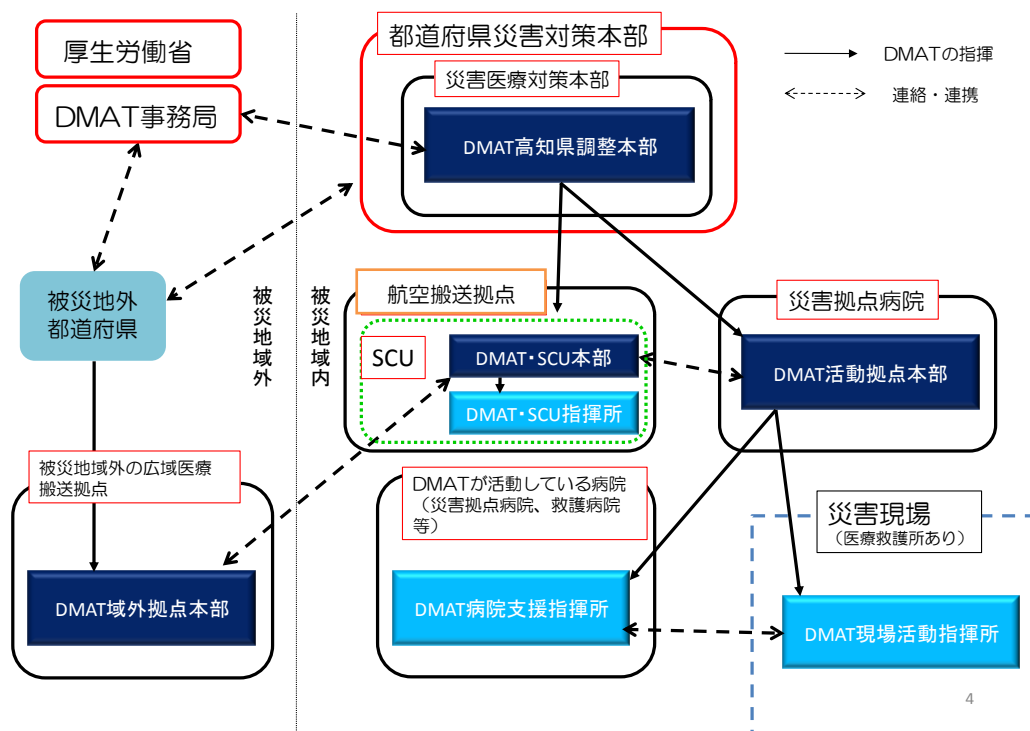 厚生労働省
DMAT事務局
都道府県災害対策本部
災害医療対策本部
DMAT高知県調整本部
DMATの指揮
連絡・連携
被災地外
都道府県
被災地域外
被災地域内
航空搬送拠点
SCU
DMAT・SCU本部
DMAT・SCU指揮所
災害拠点病院
DMAT活動拠点本部
被災地域外の広域医療
搬送拠点
DMAT域外拠点本部
DMATが活動している病院
（災害拠点病院、救護病院
等）
DMAT病院支援指揮所
災害現場
（医療救護所あり）
DMAT現場活動指揮所
4